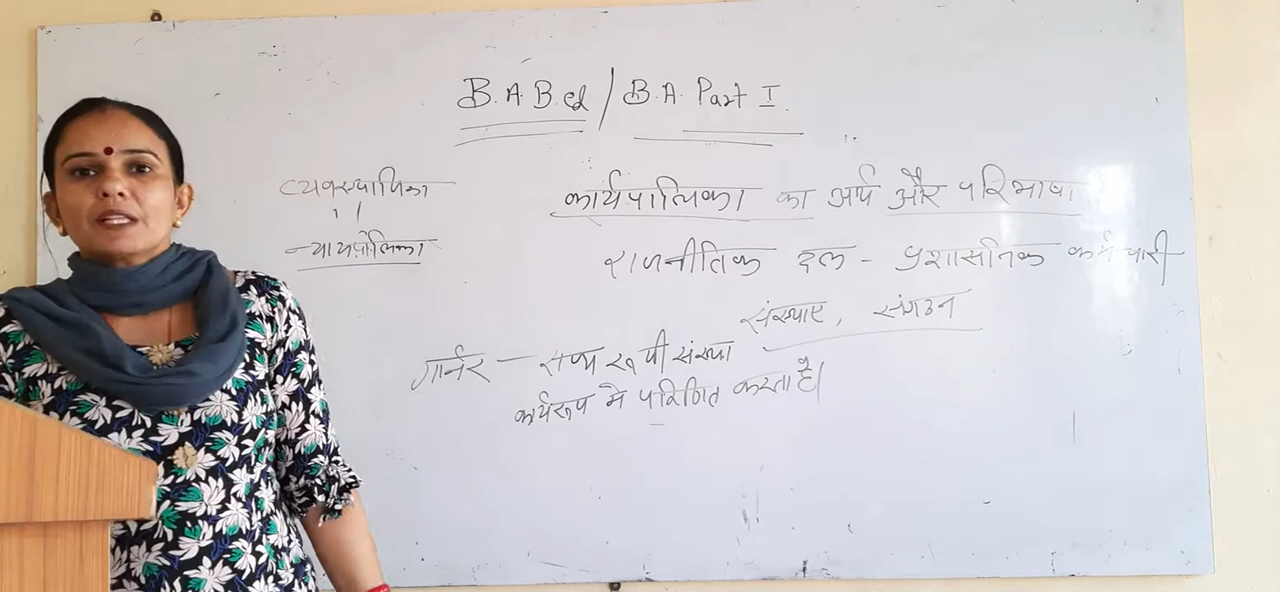 B.A.B.ed / B.A. Part I.
व्यवस्थापिका
न्यायपालिका
कार्यपालिका का अर्थ और परिभाषा
राजनीतिक दल - प्रशासनिक कर्मचारी
संस्थाए, संगठन
गार्नर - राज्य रूपी संस्था
कार्यरूप मे परिणित करता है।